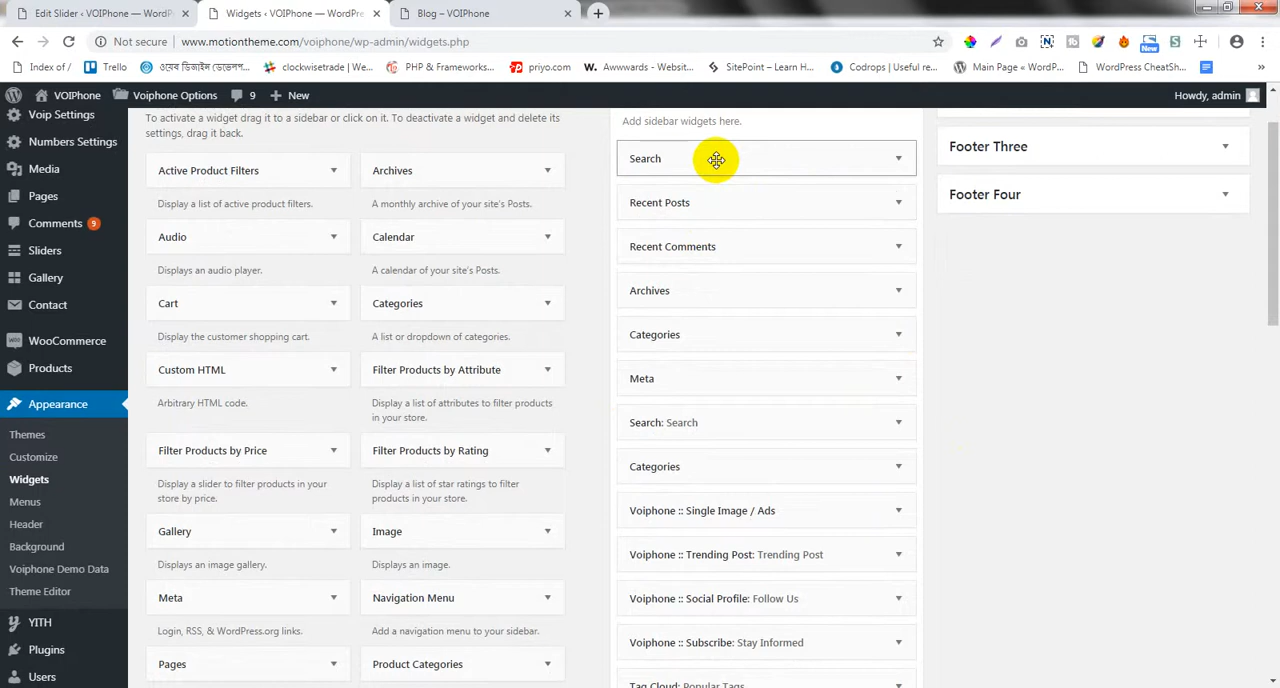 Edit Slider ‹ VOIPhone — WordPr
Widgets ‹ VOIPhone — WordPre
Blog – VOIPhone
Not secure
www.motiontheme.com/voiphone/wp-admin/widgets.php
Index of /
Trello
ওয়েব ডিজাইন ডেভেলপ...
clockwisetrade | We...
PHP & Frameworks...
priyo.com
Awwwards - Websit...
SitePoint – Learn H...
Codrops | Useful re...
Main Page « WordP...
WordPress CheatSh...
New
»
VOIPhone
Voiphone Options
9
New
Howdy, admin
Voip Settings
Numbers Settings
Media
Pages
Comments 9
Sliders
Gallery
Contact
WooCommerce
Products
Appearance
Themes
Customize
Widgets
Menus
Header
Background
Voiphone Demo Data
Theme Editor
YITH
Plugins
Users
To activate a widget drag it to a sidebar or click on it. To deactivate a widget and delete its
settings, drag it back.
Active Product Filters
Display a list of active product filters.
Archives
A monthly archive of your site's Posts.
Audio
Displays an audio player.
Calendar
A calendar of your site's Posts.
Cart
Display the customer shopping cart.
Categories
A list or dropdown of categories.
Custom HTML
Arbitrary HTML code.
Filter Products by Attribute
Display a list of attributes to filter products
in your store.
Filter Products by Price
Display a slider to filter products in your
store by price.
Filter Products by Rating
Display a list of star ratings to filter
products in your store.
Gallery
Displays an image gallery.
Image
Displays an image.
Meta
Login, RSS, & WordPress.org links.
Navigation Menu
Add a navigation menu to your sidebar.
Pages
Product Categories
Add sidebar widgets here.
Search
Recent Posts
Recent Comments
Archives
Categories
Meta
Search: Search
Categories
Voiphone :: Single Image / Ads
Voiphone :: Trending Post: Trending Post
Voiphone :: Social Profile: Follow Us
Voiphone :: Subscribe: Stay Informed
Tag Cloud: Popular Tags
Footer Three
Footer Four